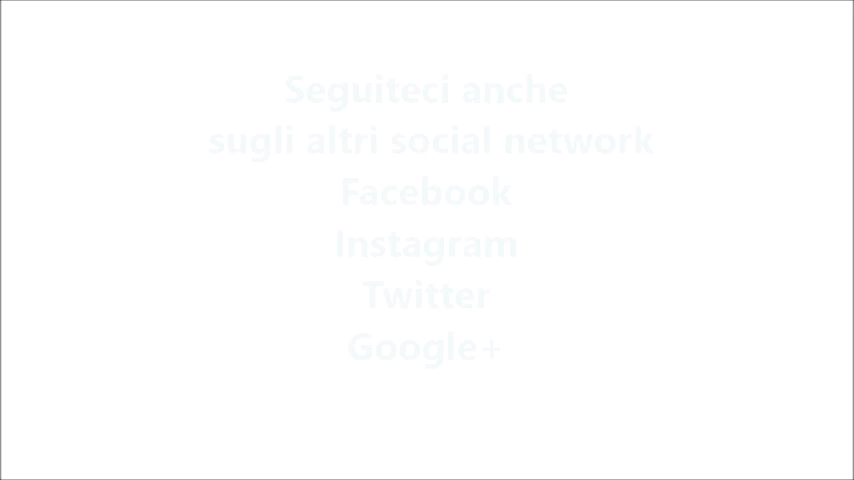 Seguiteci anche
sugli altri social network
Facebook
Instagram
Twitter
Google+